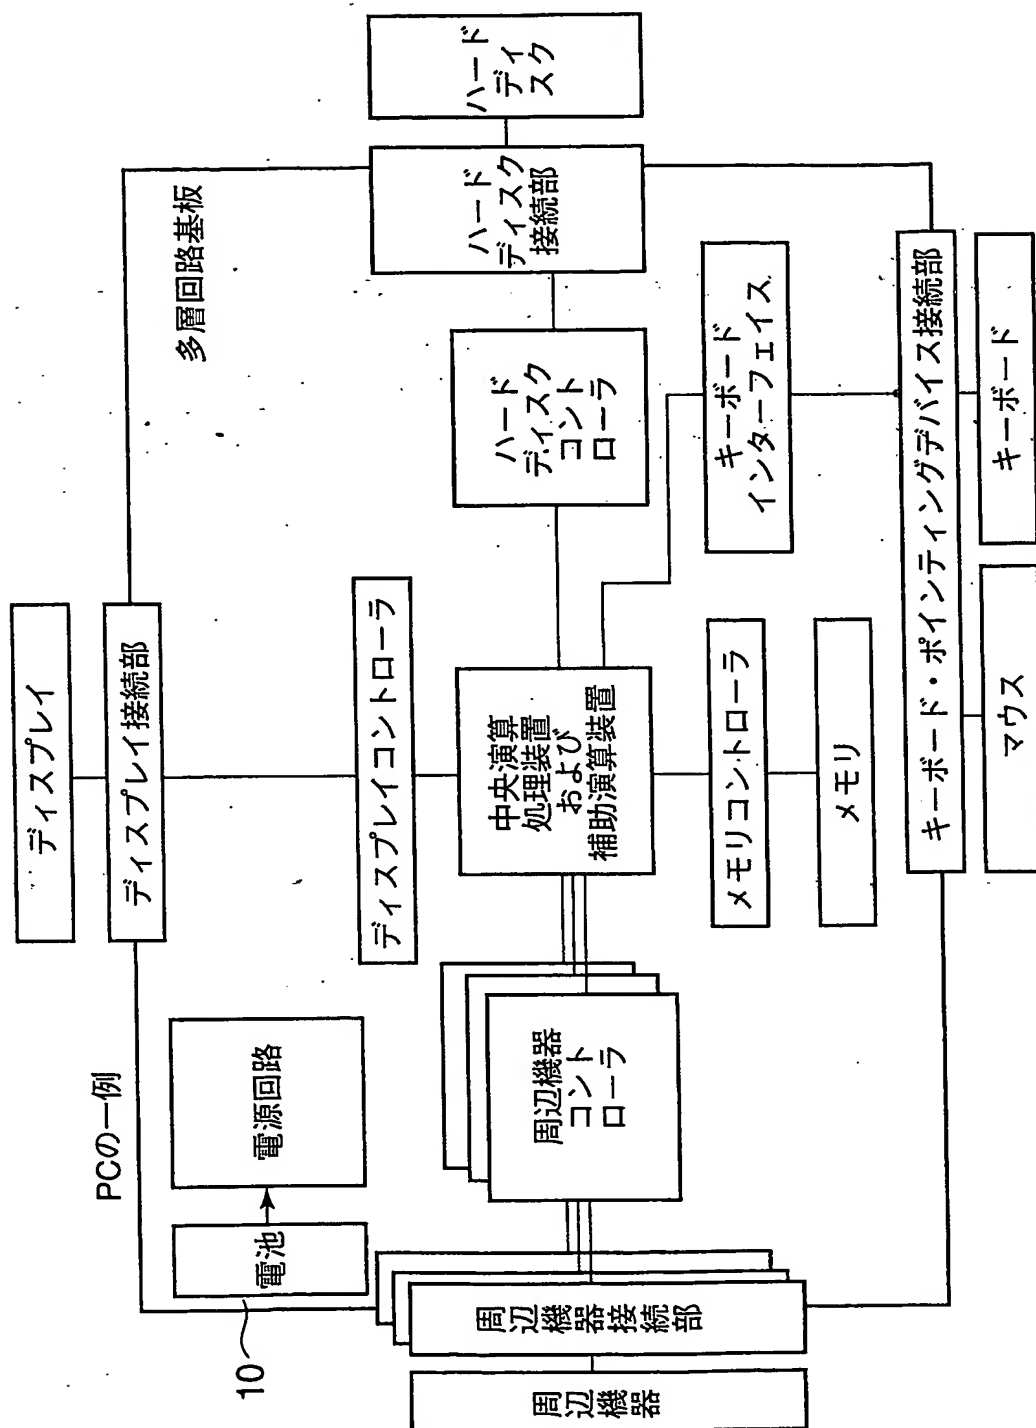 PCの一例
ディスプレイ
ディスプレイ接続部
多層回路基板
10
電池
電源回路
ディスプレイコントローラ
周辺機器
周辺機器接続部
周辺機器
コント
ローラ
中央演算
処理装置
および
補助演算装置
ハード
ディスク
コント
ローラ
ハード
ディスク
接続部
ハード
ディ
スク
メモリコントローラ
メモリ
キーボード
インターフェイス
キーボード・ポインティングデバイス接続部
マウス
キーボード